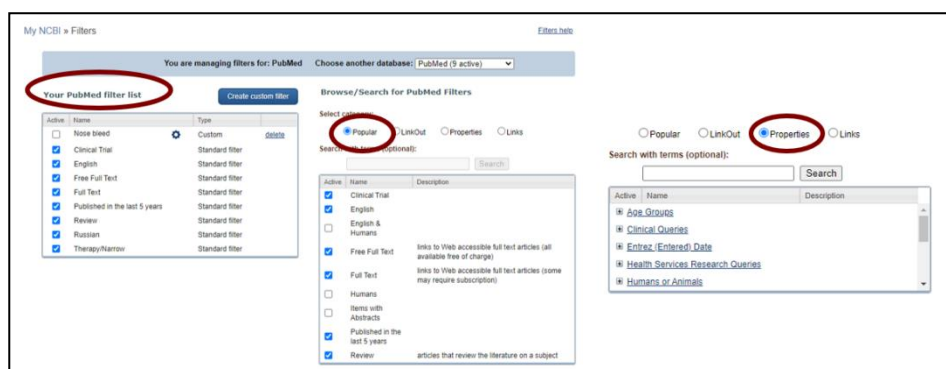 My NCBI » Filters
Filters help
You are managing filters for: PubMed
Choose another database: PubMed (9 active)
Your PubMed filter list
Create custom filter
Active Name Type
Nose bleed Custom delete
Clinical Trial Standard filter
English Standard filter
Free Full Text Standard filter
Full Text Standard filter
Published in the last 5 years Standard filter
Review Standard filter
Russian Standard filter
Therapy/Narrow Standard filter
Browse/Search for PubMed Filters
Select category:
Popular LinkOut Properties Links
Search with terms (optional):
Search
Active Name Description
Clinical Trial
English
English &
Humans
Free Full Text links to Web accessible full text articles (all
available free of charge)
Full Text links to Web accessible full text articles (some
may require subscription)
Humans
Items with
Abstracts
Published in the
last 5 years
Review articles that review the literature on a subject
Popular LinkOut Properties Links
Search with terms (optional):
Search
Active Name Description
Age Groups
Clinical Queries
Entrez (Entered) Date
Health Services Research Queries
Humans or Animals